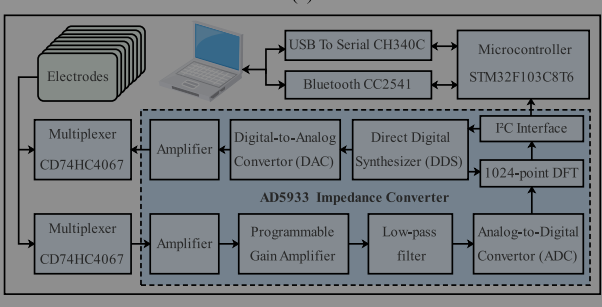 USB To Serial CH340C
Microcontroller
STM32F103C8T6
Electrodes
Bluetooth CC2541
I²C Interface
Multiplexer
CD74HC4067
Amplifier
Digital-to-Analog
Convertor (DAC)
Direct Digital
Synthesizer (DDS)
1024-point DFT
AD5933 Impedance Converter
Multiplexer
CD74HC4067
Amplifier
Programmable
Gain Amplifier
Low-pass
filter
Analog-to-Digital
Convertor (ADC)